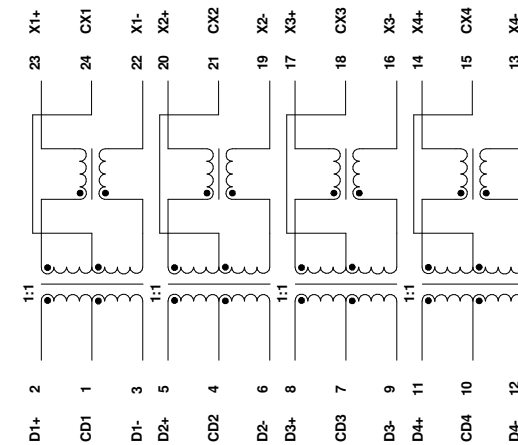 X1+ CX1 X1- X2+ CX2 X2- X3+ CX3 X3- X4+ CX4 X4-
23 24 22 20 21 19 17 18 16 14 15 13
1:1 1:1 1:1 1:1
2 1 3 5 4 6 8 7 9 11 10 12
D1+ CD1 D1- D2+ CD2 D2- D3+ CD3 D3- D4+ CD4 D4-